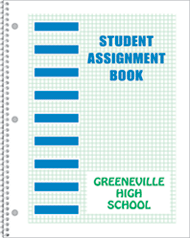 STUDENT
ASSIGNMENT
BOOK
GREENEVILLE
HIGH
SCHOOL